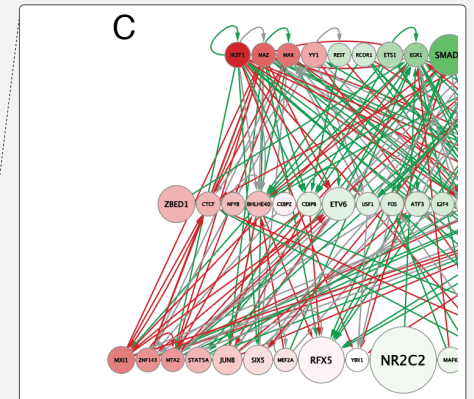 C
IKZF1 MAZ MAX YY1 REST RCOR1 ETS1 EGR1 SMAD
ZBED1 CTCF NFYB BHLHE40 CEBPZ CEBPB ETV6 USF1 FOS ATF3 E2F4
MXI1 ZNF143 MTA2 STAT5A JUNB SIX5 MEF2A RFX5 YBX1 NR2C2 MAFK